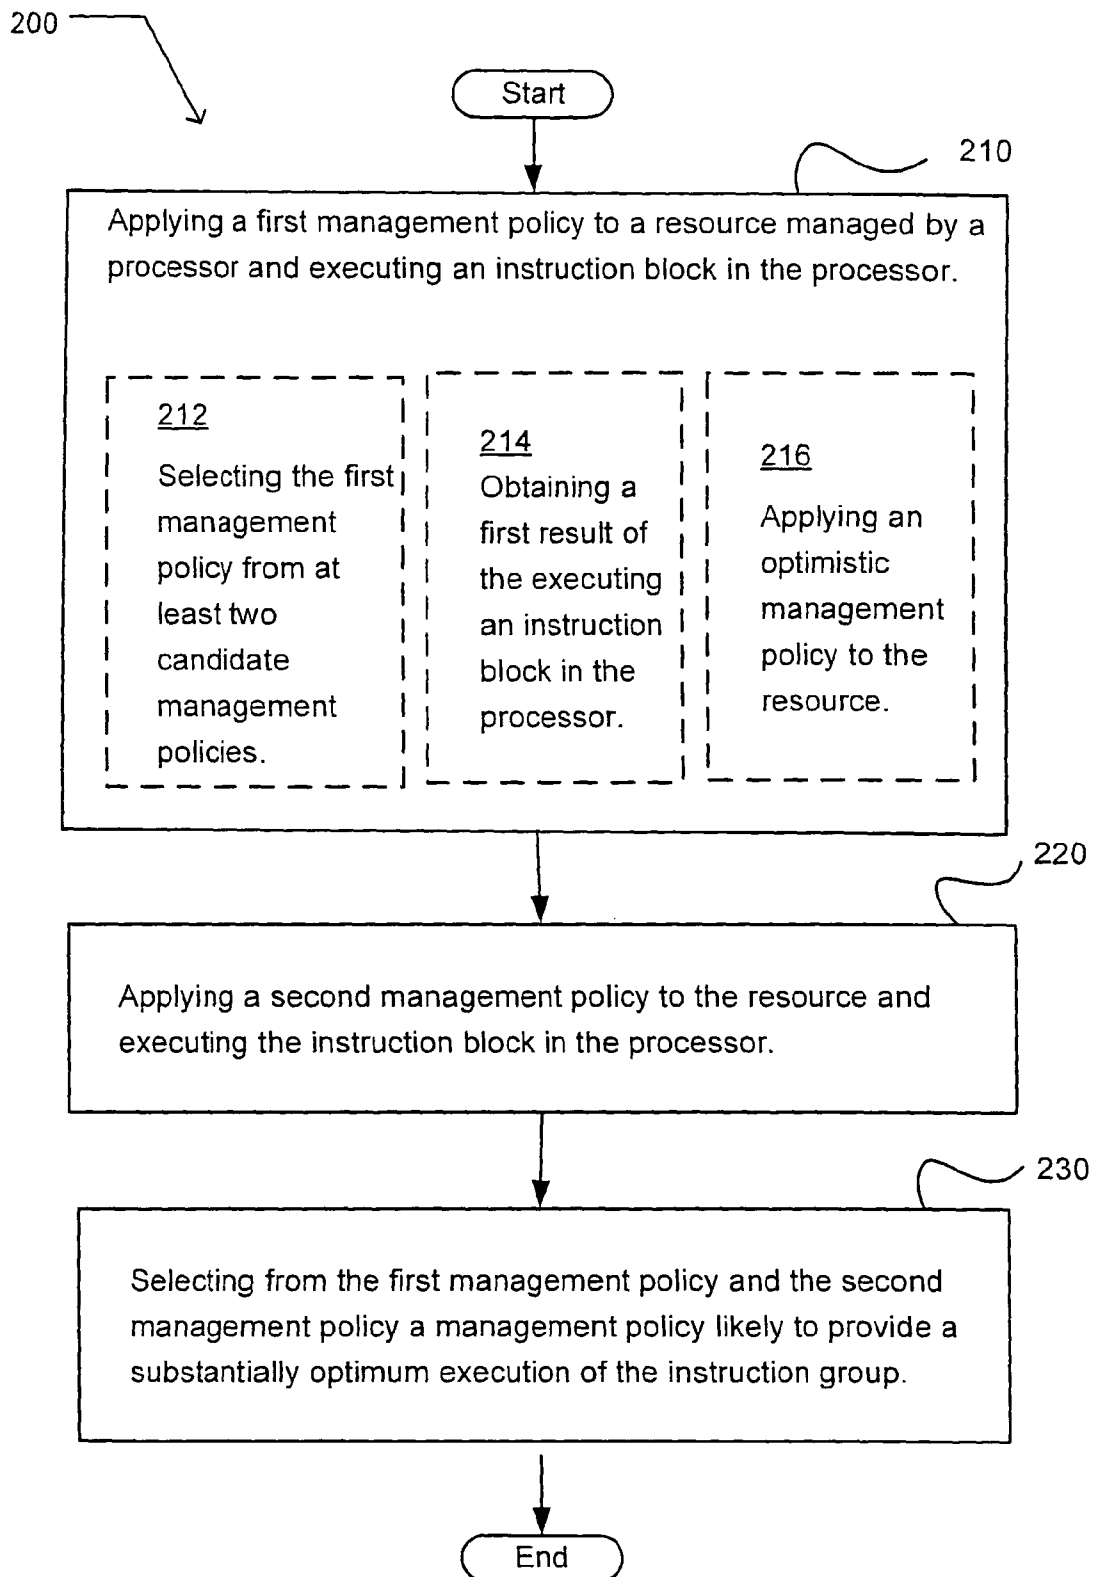 200
Start
210
Applying a first management policy to a resource managed by a
processor and executing an instruction block in the processor.
212
Selecting the first
management
policy from at
least two
candidate
management
policies.
214
Obtaining a
first result of
the executing
an instruction
block in the
processor.
216
Applying an
optimistic
management
policy to the
resource.
220
Applying a second management policy to the resource and
executing the instruction block in the processor.
230
Selecting from the first management policy and the second
management policy a management policy likely to provide a
substantially optimum execution of the instruction group.
End